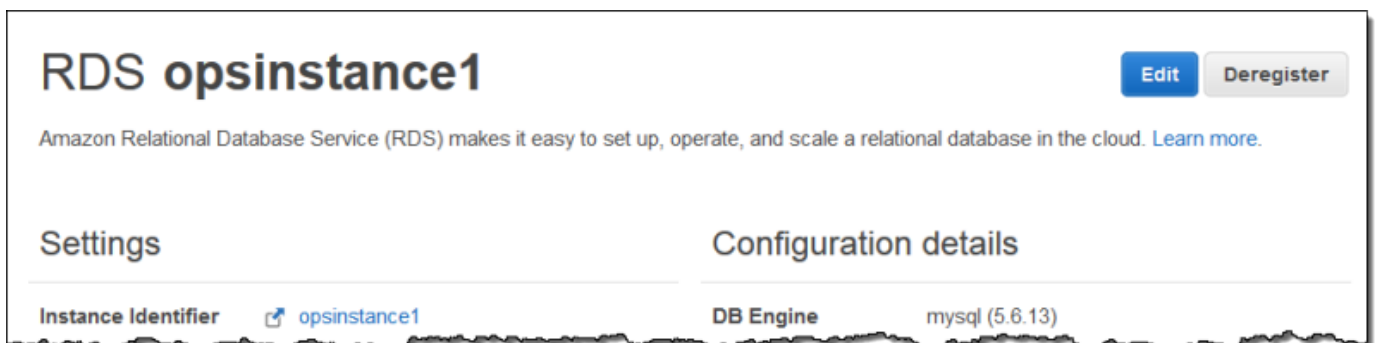 RDS opsinstance1
Edit
Deregister
Amazon Relational Database Service (RDS) makes it easy to set up, operate, and scale a relational database in the cloud. Learn more.
Settings
Configuration details
Instance Identifier opsinstance1
DB Engine mysql (5.6.13)